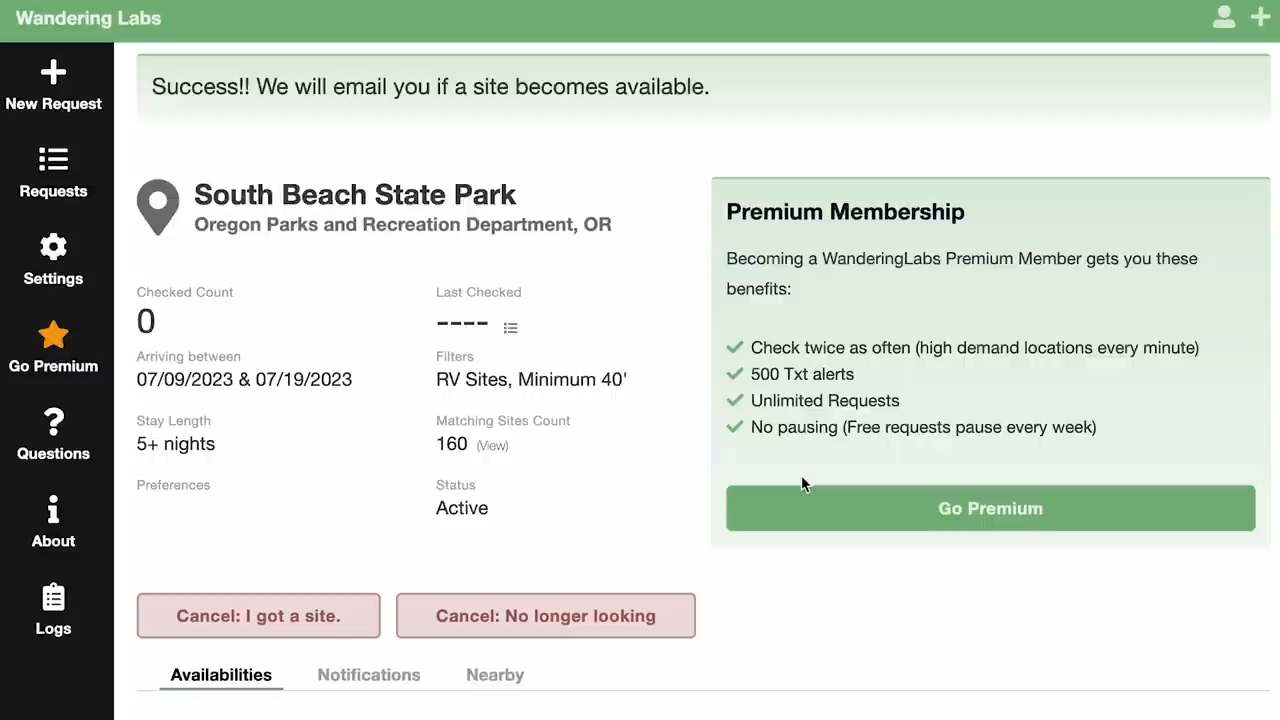 Wandering Labs
New Request
Requests
Settings
Go Premium
Questions
About
Logs
Success!! We will email you if a site becomes available.
South Beach State Park
Oregon Parks and Recreation Department, OR
Checked Count
0
Last Checked
----
Arriving between
07/09/2023 & 07/19/2023
Filters
RV Sites, Minimum 40'
Stay Length
5+ nights
Matching Sites Count
160 (View)
Preferences
Status
Active
Cancel: I got a site.
Cancel: No longer looking
Availabilities
Notifications
Nearby
Premium Membership
Becoming a WanderingLabs Premium Member gets you these
benefits:
Check twice as often (high demand locations every minute)
500 Txt alerts
Unlimited Requests
No pausing (Free requests pause every week)
Go Premium